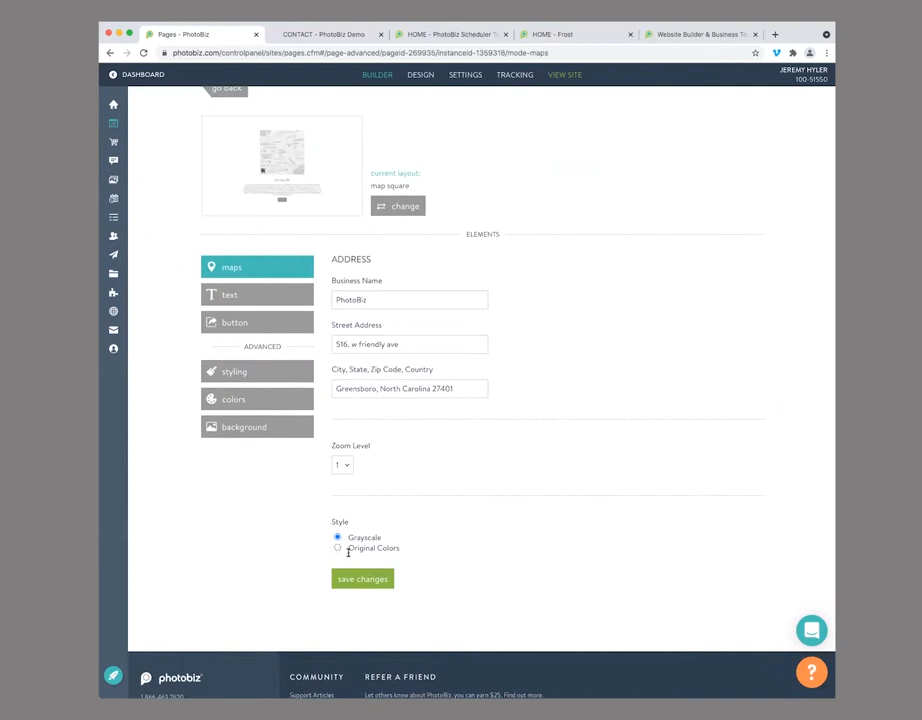 Pages - PhotoBiz
CONTACT - PhotoBiz Demo
HOME - PhotoBiz Scheduler T
HOME - Frost
Website Builder & Business To
photobiz.com/controlpanel/sites/pages.cfm#/page-advanced/pageid-269935/instanceId-1359318/mode-maps
DASHBOARD
BUILDER
DESIGN
SETTINGS
TRACKING
VIEW SITE
JEREMY HYLER
100-51550
go back
current layout:
map square
change
ELEMENTS
maps
text
button
ADVANCED
styling
colors
background
ADDRESS
Business Name
PhotoBiz
Street Address
516. w friendly ave
City, State, Zip Code, Country
Greensboro, North Carolina 27401
Zoom Level
1
Style
Grayscale
Original Colors
save changes
photobiz
1.866.463.7620
COMMUNITY
Support Articles
REFER A FRIEND
Let others know about PhotoBiz, you can earn $25. Find out more.
?